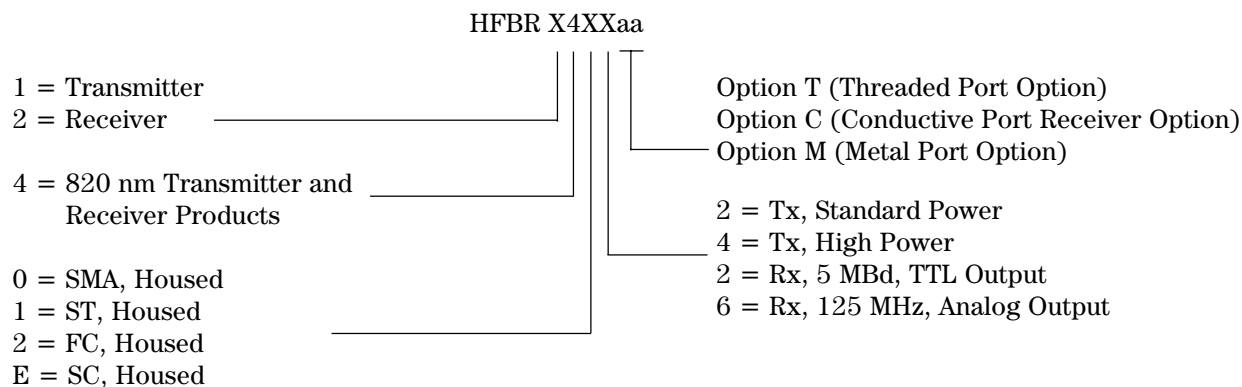 HFBR X4XXaa
1 = Transmitter
2 = Receiver
4 = 820 nm Transmitter and
Receiver Products
0 = SMA, Housed
1 = ST, Housed
2 = FC, Housed
E = SC, Housed
Option T (Threaded Port Option)
Option C (Conductive Port Receiver Option)
Option M (Metal Port Option)
2 = Tx, Standard Power
4 = Tx, High Power
2 = Rx, 5 MBd, TTL Output
6 = Rx, 125 MHz, Analog Output